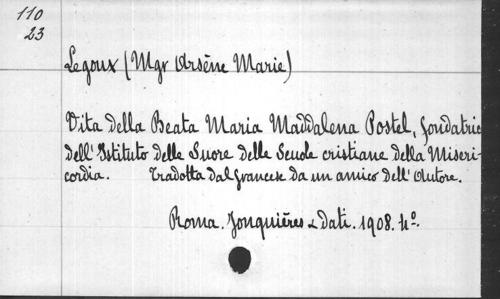 110
23
Legoux (Mgr Arsène Marie)
Vita della Beata Maria Maddalena Postel, fondatrice
dell'Istituto delle Suore delle Scuole cristiane della Miseri-
cordia. Tradotta dal francese da un amico dell'Autore.
Roma. Jonquières & Dati. 1908. 4º.